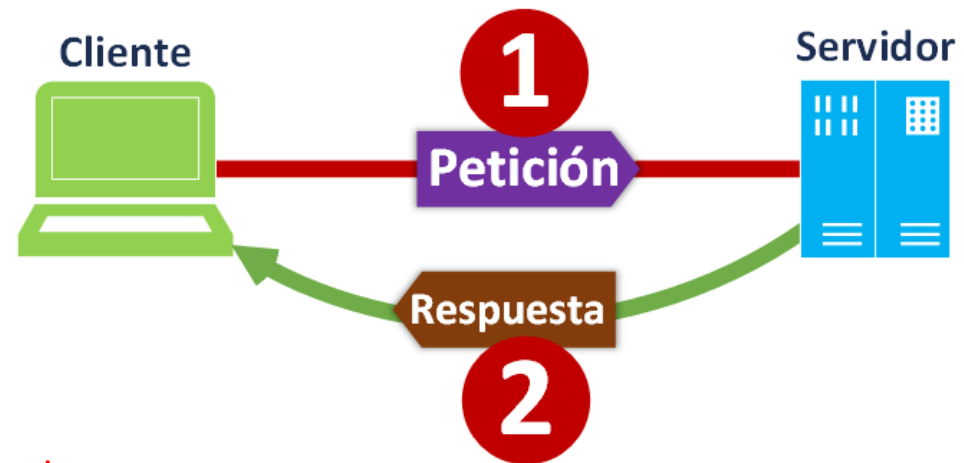 Cliente
Servidor
1
Petición
Respuesta
2